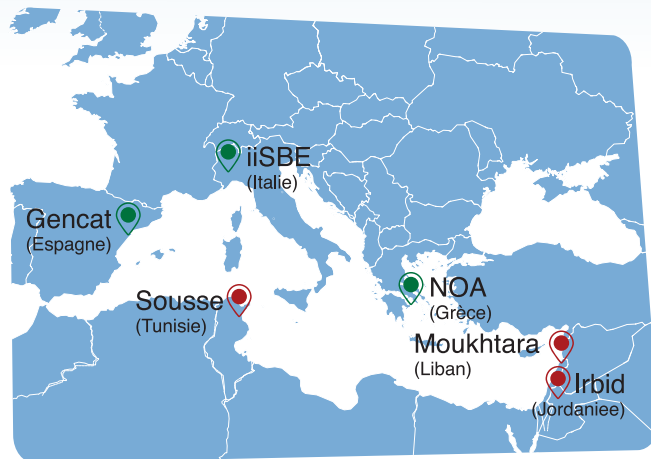 iiSBE
(Italie)
Gencat
(Espagne)
Sousse
(Tunisie)
NOA
(Grèce)
Moukhtara
(Liban)
Irbid
(Jordaniee)